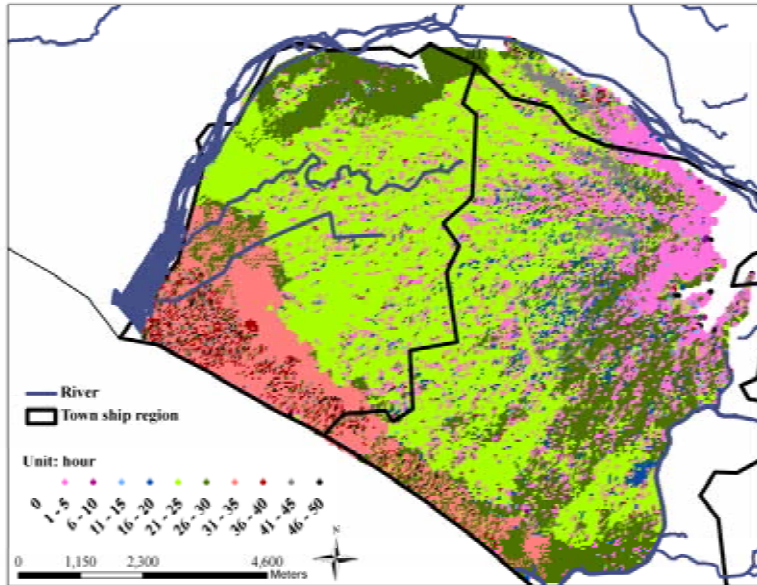 River
Town ship region
Unit: hour
0 1 - 5 6 - 10 11 - 15 16 - 20 21 - 25 26 - 30 31 - 35 36 - 40 41 - 45 46 - 50
N
0 1,150 2,300 4,600
Meters